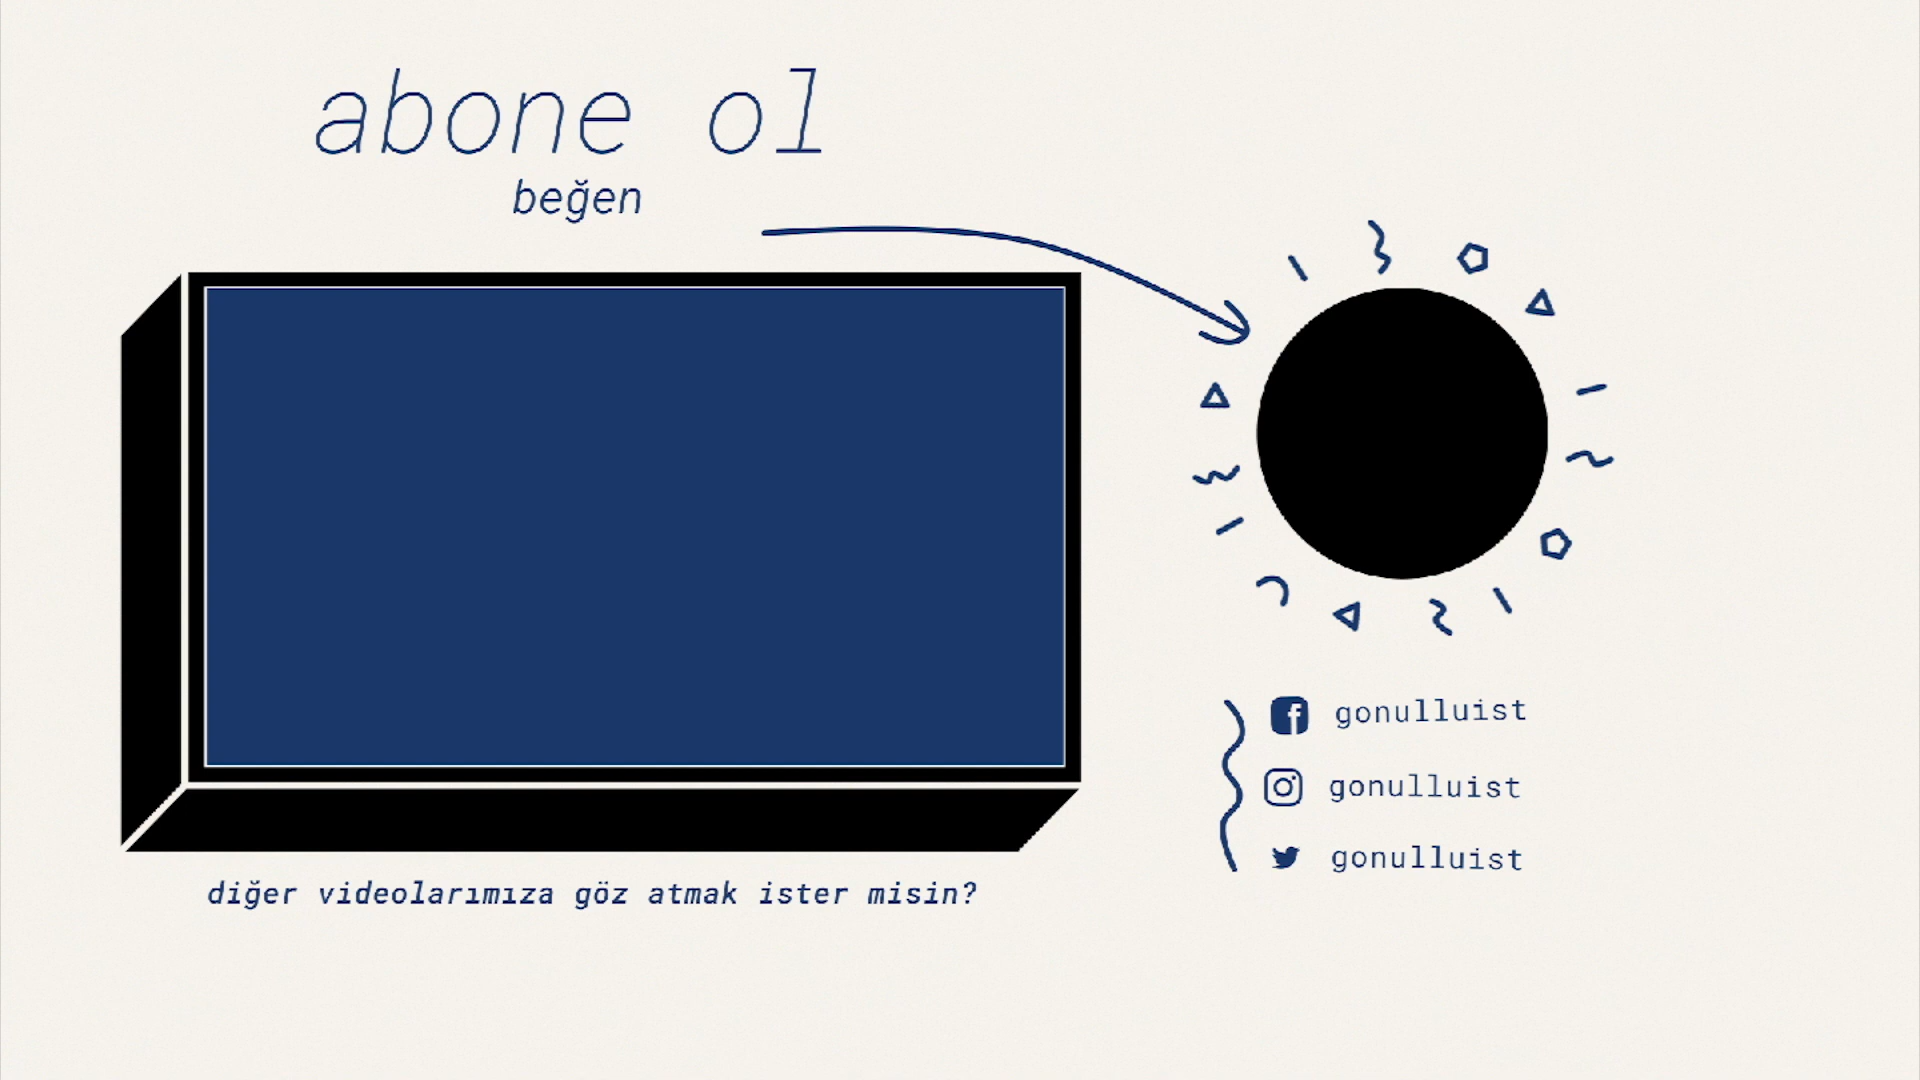 abone ol
beğen
diğer videolarımıza göz atmak ister misin?
gonulluist
gonulluist
gonulluist